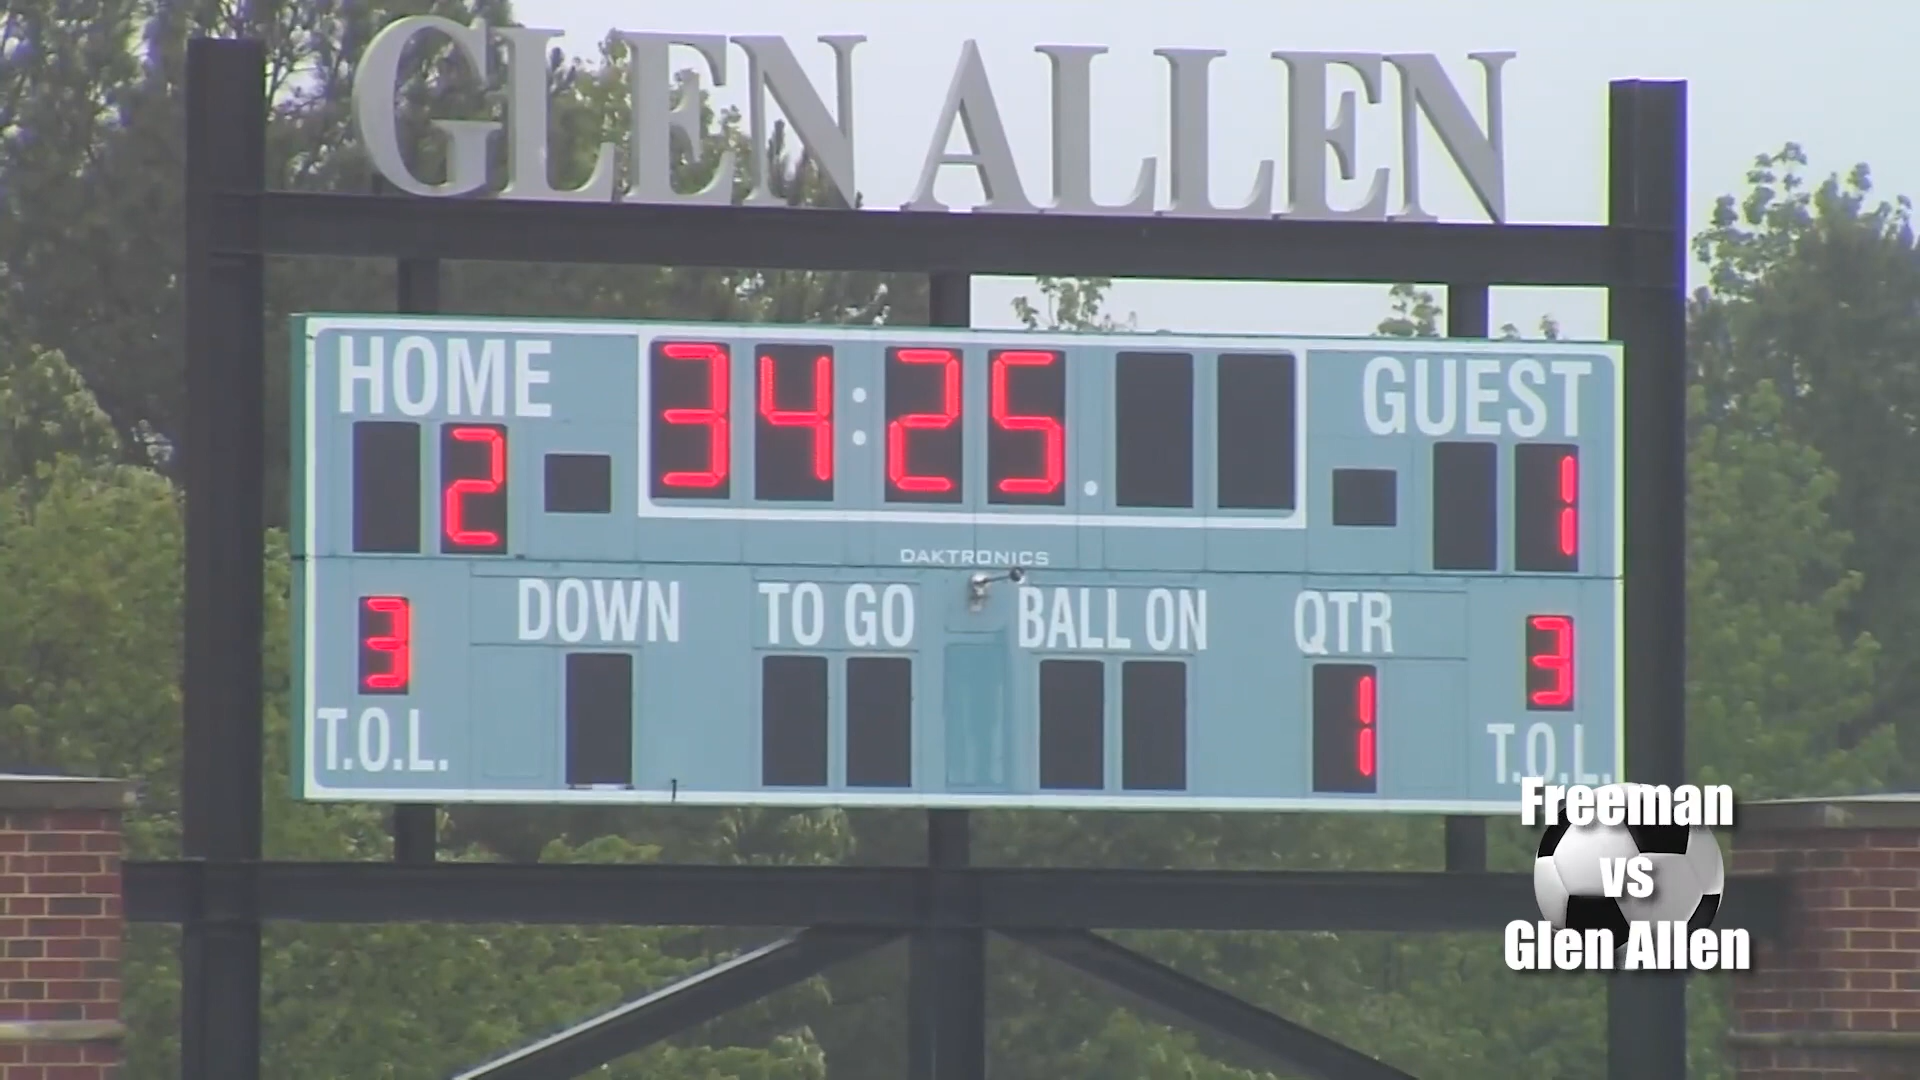 GLEN ALLEN
HOME 34:25. GUEST
2 1
DAKTRONICS
3 DOWN TO GO BALL ON QTR 3
T.O.L. 1 T.O.L.
Freeman
vs
Glen Allen